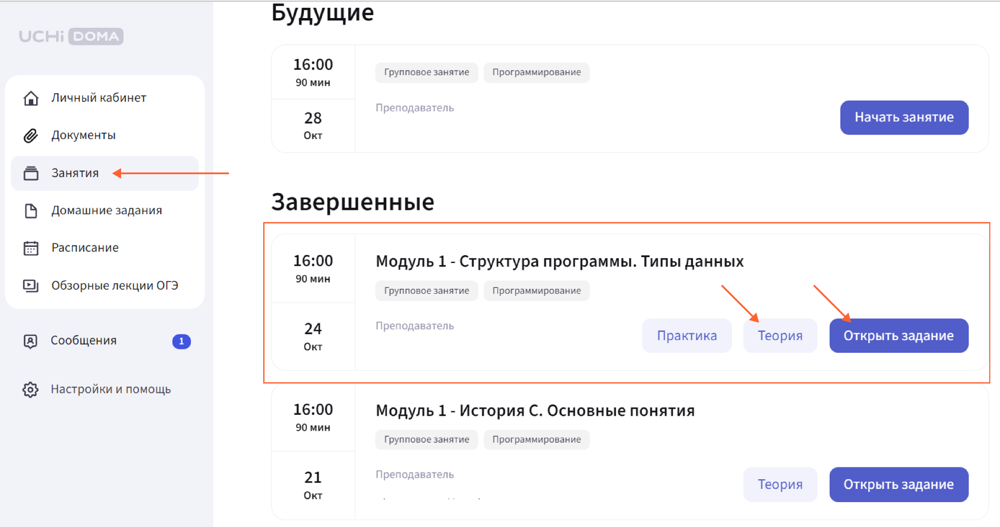 UCHi DOMA
Личный кабинет
Документы
Занятия
Домашние задания
Расписание
Обзорные лекции ОГЭ
Сообщения
1
Настройки и помощь
Будущие
16:00
90 мин
28
Окт
Групповое занятие
Программирование
Преподаватель
Начать занятие
Завершенные
16:00
90 мин
24
Окт
Модуль 1 - Структура программы. Типы данных
Групповое занятие
Программирование
Преподаватель
Практика
Теория
Открыть задание
16:00
90 мин
21
Окт
Модуль 1 - История С. Основные понятия
Групповое занятие
Программирование
Преподаватель
Теория
Открыть задание